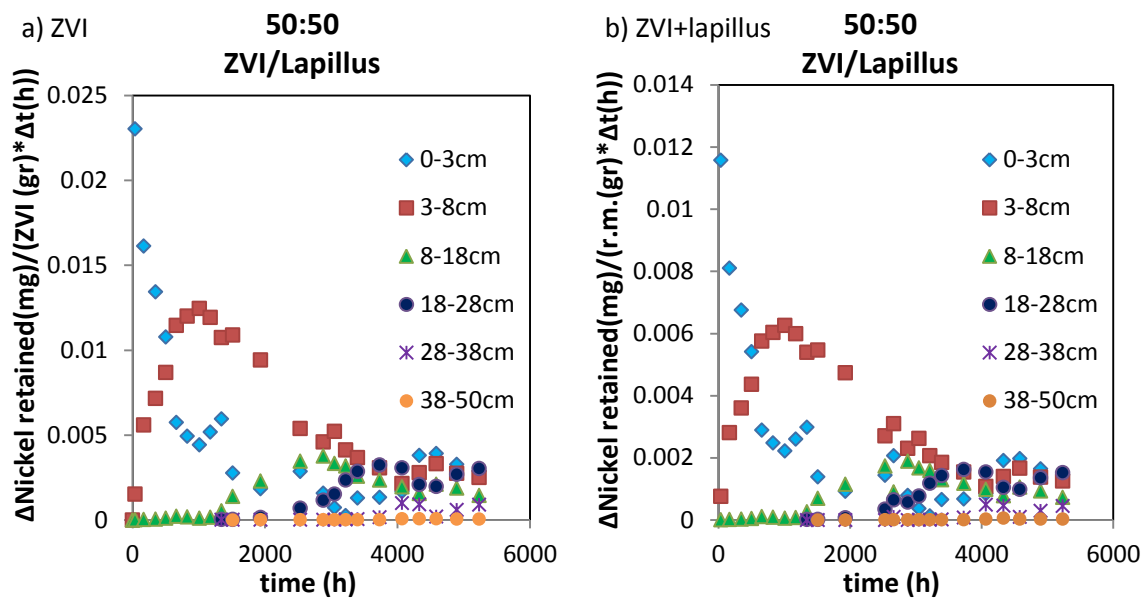 a) ZVI
50:50
ZVI/Lapillus
ΔNickel retained(mg)/(ZVI (gr)*Δt(h))
0.025
0.02
0.015
0.01
0.005
0
0
2000
4000
6000
time (h)
0-3cm
3-8cm
8-18cm
18-28cm
28-38cm
38-50cm
b) ZVI+lapillus
50:50
ZVI/Lapillus
ΔNickel retained(mg)/(r.m.(gr)*Δt(h))
0.014
0.012
0.01
0.008
0.006
0.004
0.002
0
0
2000
4000
6000
time (h)
0-3cm
3-8cm
8-18cm
18-28cm
28-38cm
38-50cm